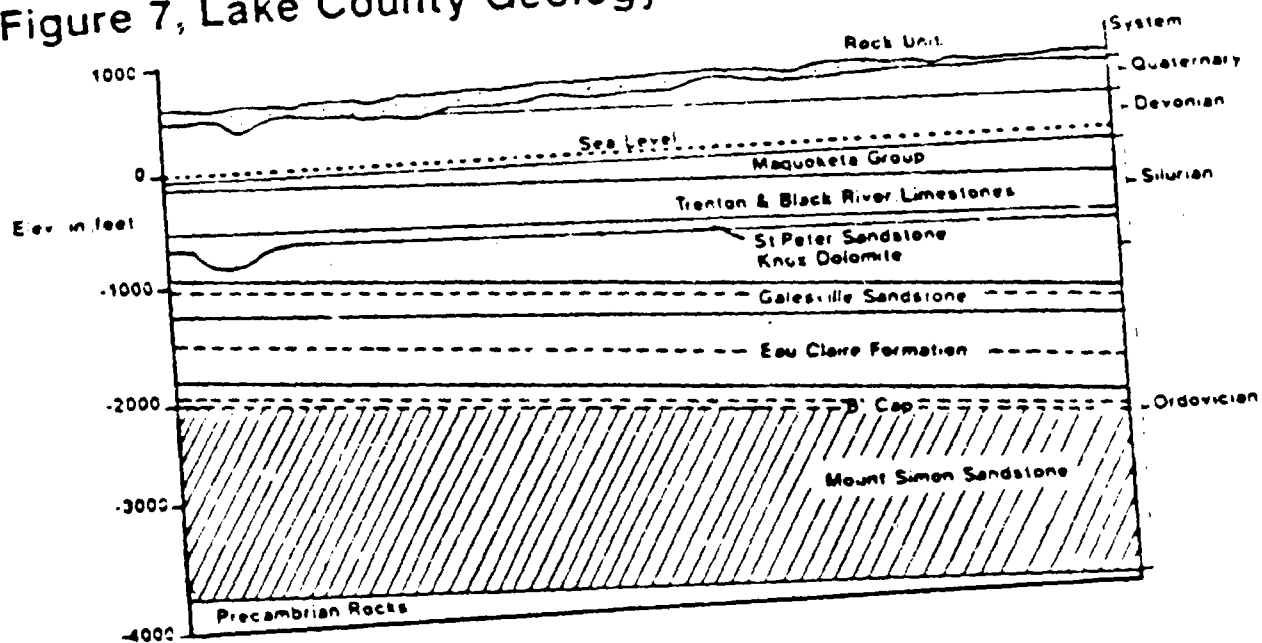 Figure 7, Lake County Geology
System
Rock Unit
1000
Quaternary
Devonian
Sea Level
Maquoketa Group
0
Silurian
Trenton & Black River Limestones
Elev in feet
St Peter Sandstone
Knox Dolomite
-1000
Galesville Sandstone
Eau Claire Formation
-2000
B' Cap
Ordovician
Mount Simon Sandstone
-3000
Precambrian Rocks
-4000